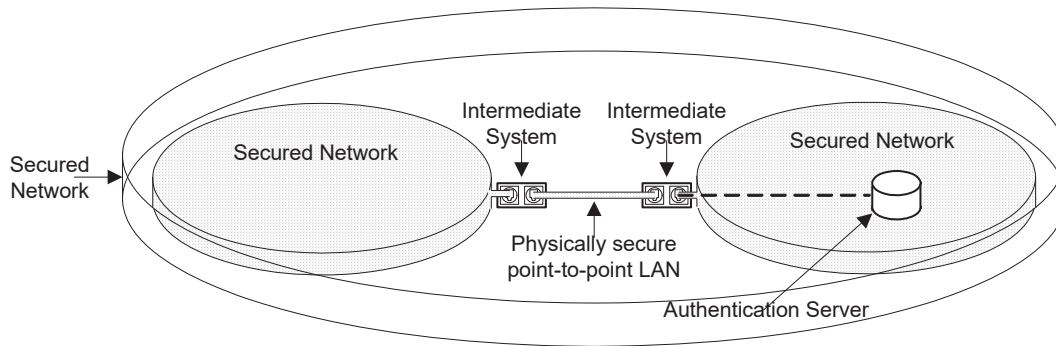 Intermediate
System
Intermediate
System
Secured Network
Secured Network
Secured
Network
Physically secure
point-to-point LAN
Authentication Server